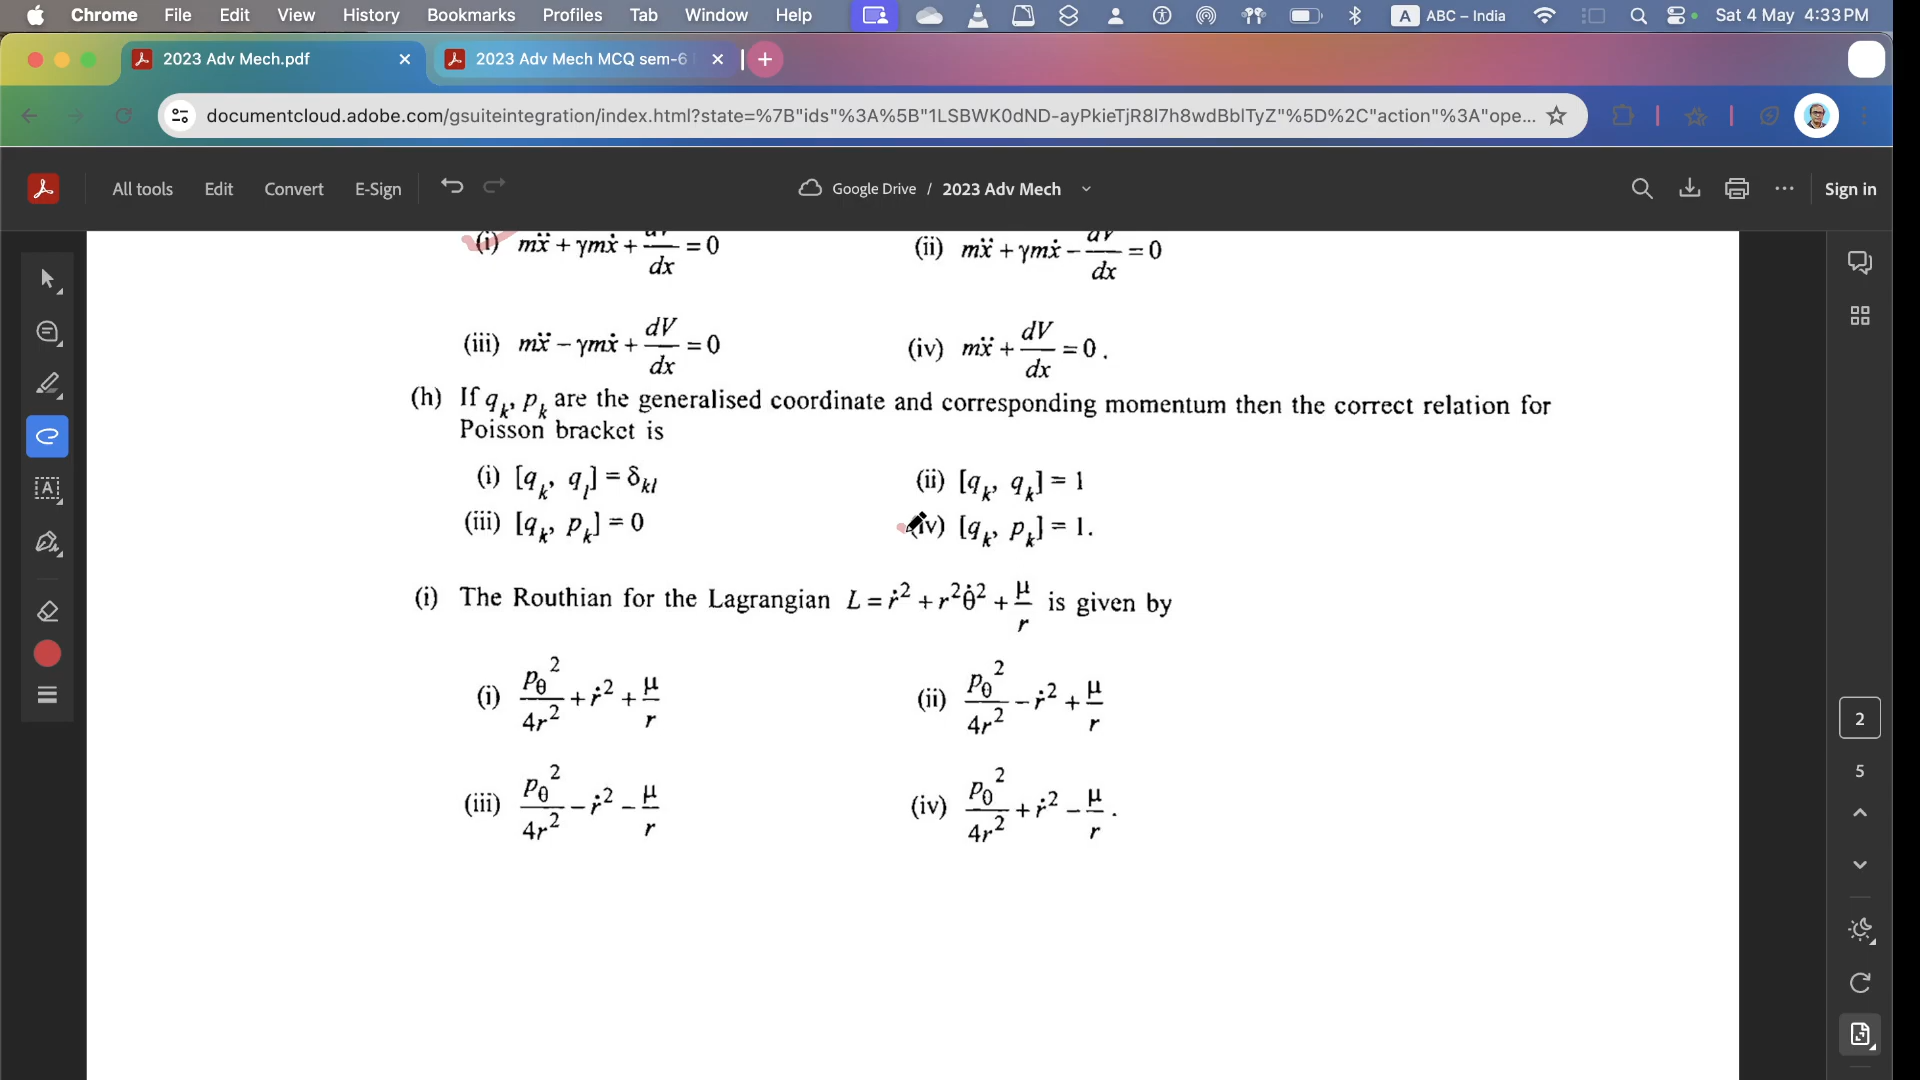 Chrome File Edit View History Bookmarks Profiles Tab Window Help A ABC – India Sat 4 May 4:33 PM
2023 Adv Mech.pdf 2023 Adv Mech MCQ sem-6
documentcloud.adobe.com/gsuiteintegration/index.html?state=%7B"ids"%3A%5B"1LSBWK0dND-ayPkieTjR8l7h8wdBblTyZ"%5D%2C"action"%3A"ope...
All tools Edit Convert E-Sign Google Drive / 2023 Adv Mech Sign in
(i) mẍ + γmẋ + dV/dx = 0 (ii) mẍ + γmẋ − dV/dx = 0
(iii) mẍ − γmẋ + dV/dx = 0 (iv) mẍ + dV/dx = 0 .
(h) If q_k, p_k are the generalised coordinate and corresponding momentum then the correct relation for
Poisson bracket is
(i) [q_k, q_l] = δ_kl (ii) [q_k, q_k] = 1
(iii) [q_k, p_k] = 0 (iv) [q_k, p_k] = 1.
(i) The Routhian for the Lagrangian L = ṙ² + r²θ̇² + μ/r is given by
(i) p_θ²/4r² + ṙ² + μ/r (ii) p_θ²/4r² − ṙ² + μ/r
(iii) p_θ²/4r² − ṙ² − μ/r (iv) p_θ²/4r² + ṙ² − μ/r .
2
5